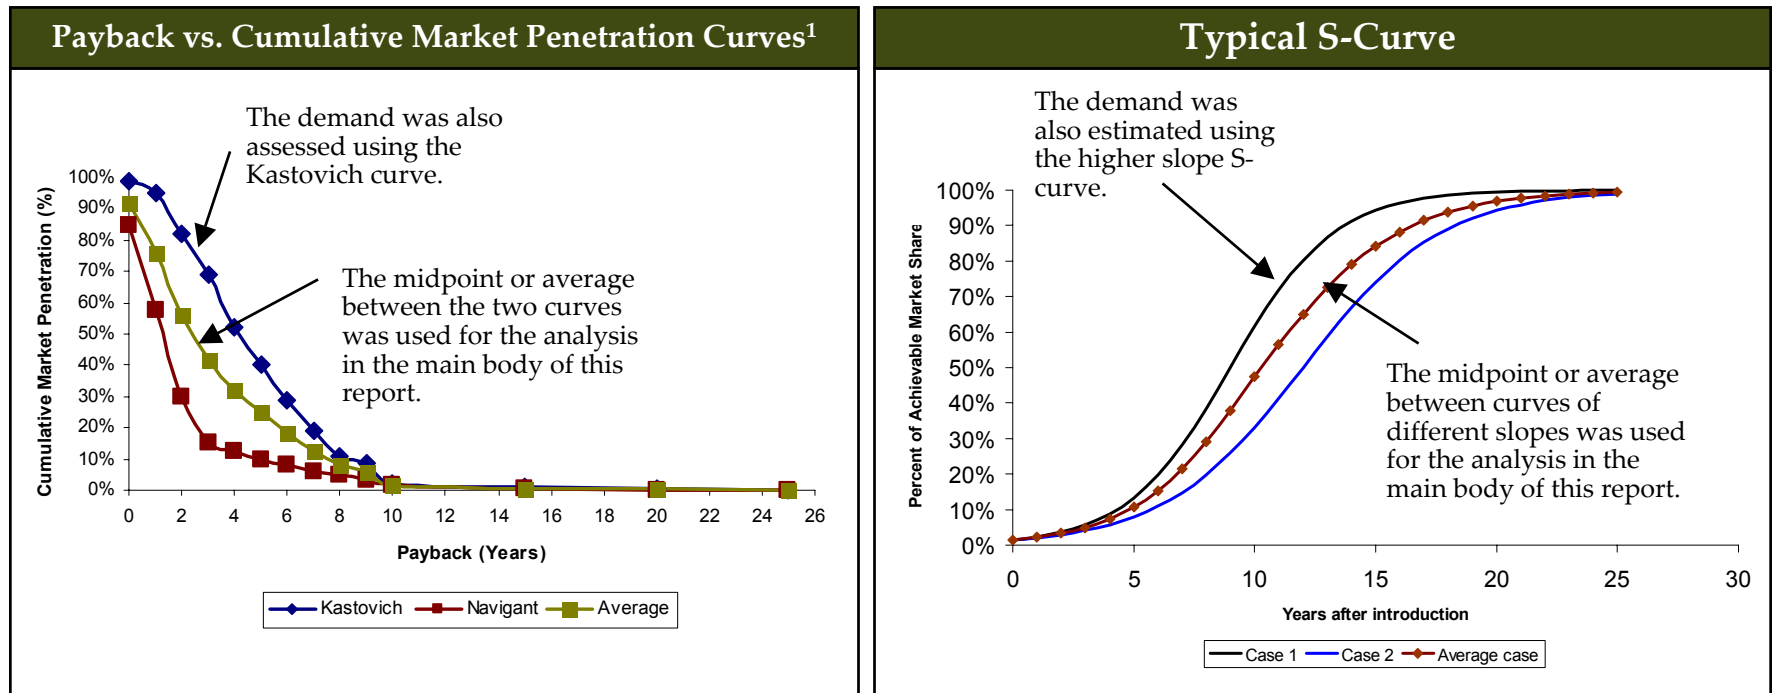 Payback vs. Cumulative Market Penetration Curves1
The demand was also
assessed using the
Kastovich curve.
The midpoint or average
between the two curves
was used for the analysis
in the main body of this
report.
Cumulative Market Penetration (%)
100%
90%
80%
70%
60%
50%
40%
30%
20%
10%
0%
0 2 4 6 8 10 12 14 16 18 20 22 24 26
Payback (Years)
Kastovich Navigant Average
Typical S-Curve
The demand was
also estimated using
the higher slope S-
curve.
The midpoint or average
between curves of
different slopes was used
for the analysis in the
main body of this report.
Percent of Achievable Market Share
100%
90%
80%
70%
60%
50%
40%
30%
20%
10%
0%
0 5 10 15 20 25 30
Years after introduction
Case 1 Case 2 Average case